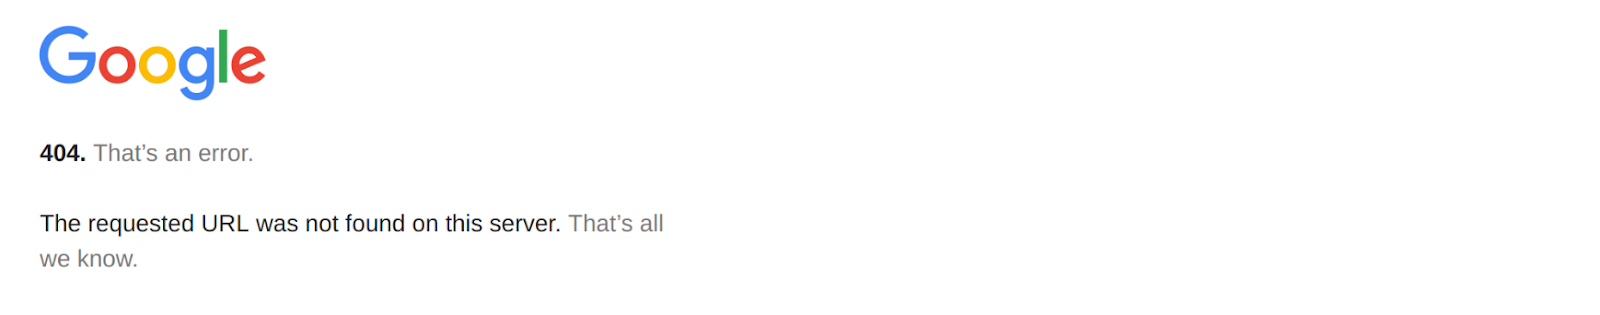 Google
404. That’s an error.
The requested URL was not found on this server. That’s all
we know.